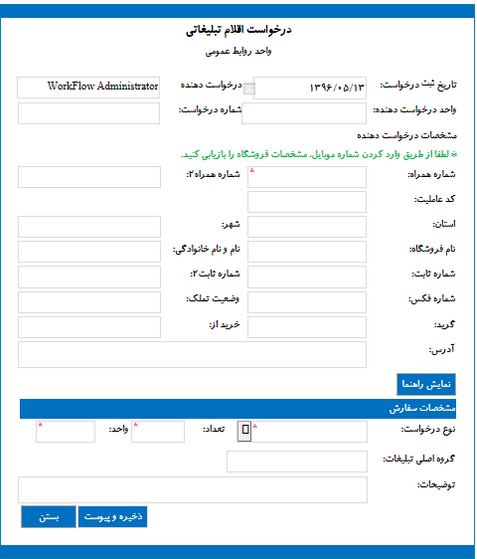 درخواست اقلام تبلیغاتی
واحد روابط عمومی
تاریخ ثبت درخواست: ۱۳۹۶/۰۵/۱۳ درخواست دهنده WorkFlow Administrator
واحد درخواست دهنده: شماره درخواست:
مشخصات درخواست دهنده
* لطفا از طریق وارد کردن شماره موبایل، مشخصات فروشگاه را بازیابی کنید.
شماره همراه: * شماره همراه۲:
کد عاملیت:
استان: شهر:
نام فروشگاه: نام و نام خانوادگی:
شماره ثابت: شماره ثابت۲:
شماره فکس: وضعیت تملک:
گرید: خرید از:
آدرس:
نمایش راهنما
مشخصات سفارش
نوع درخواست: * تعداد: * واحد: *
گروه اصلی تبلیغات:
توضیحات:
ذخیره و پیوست بستن